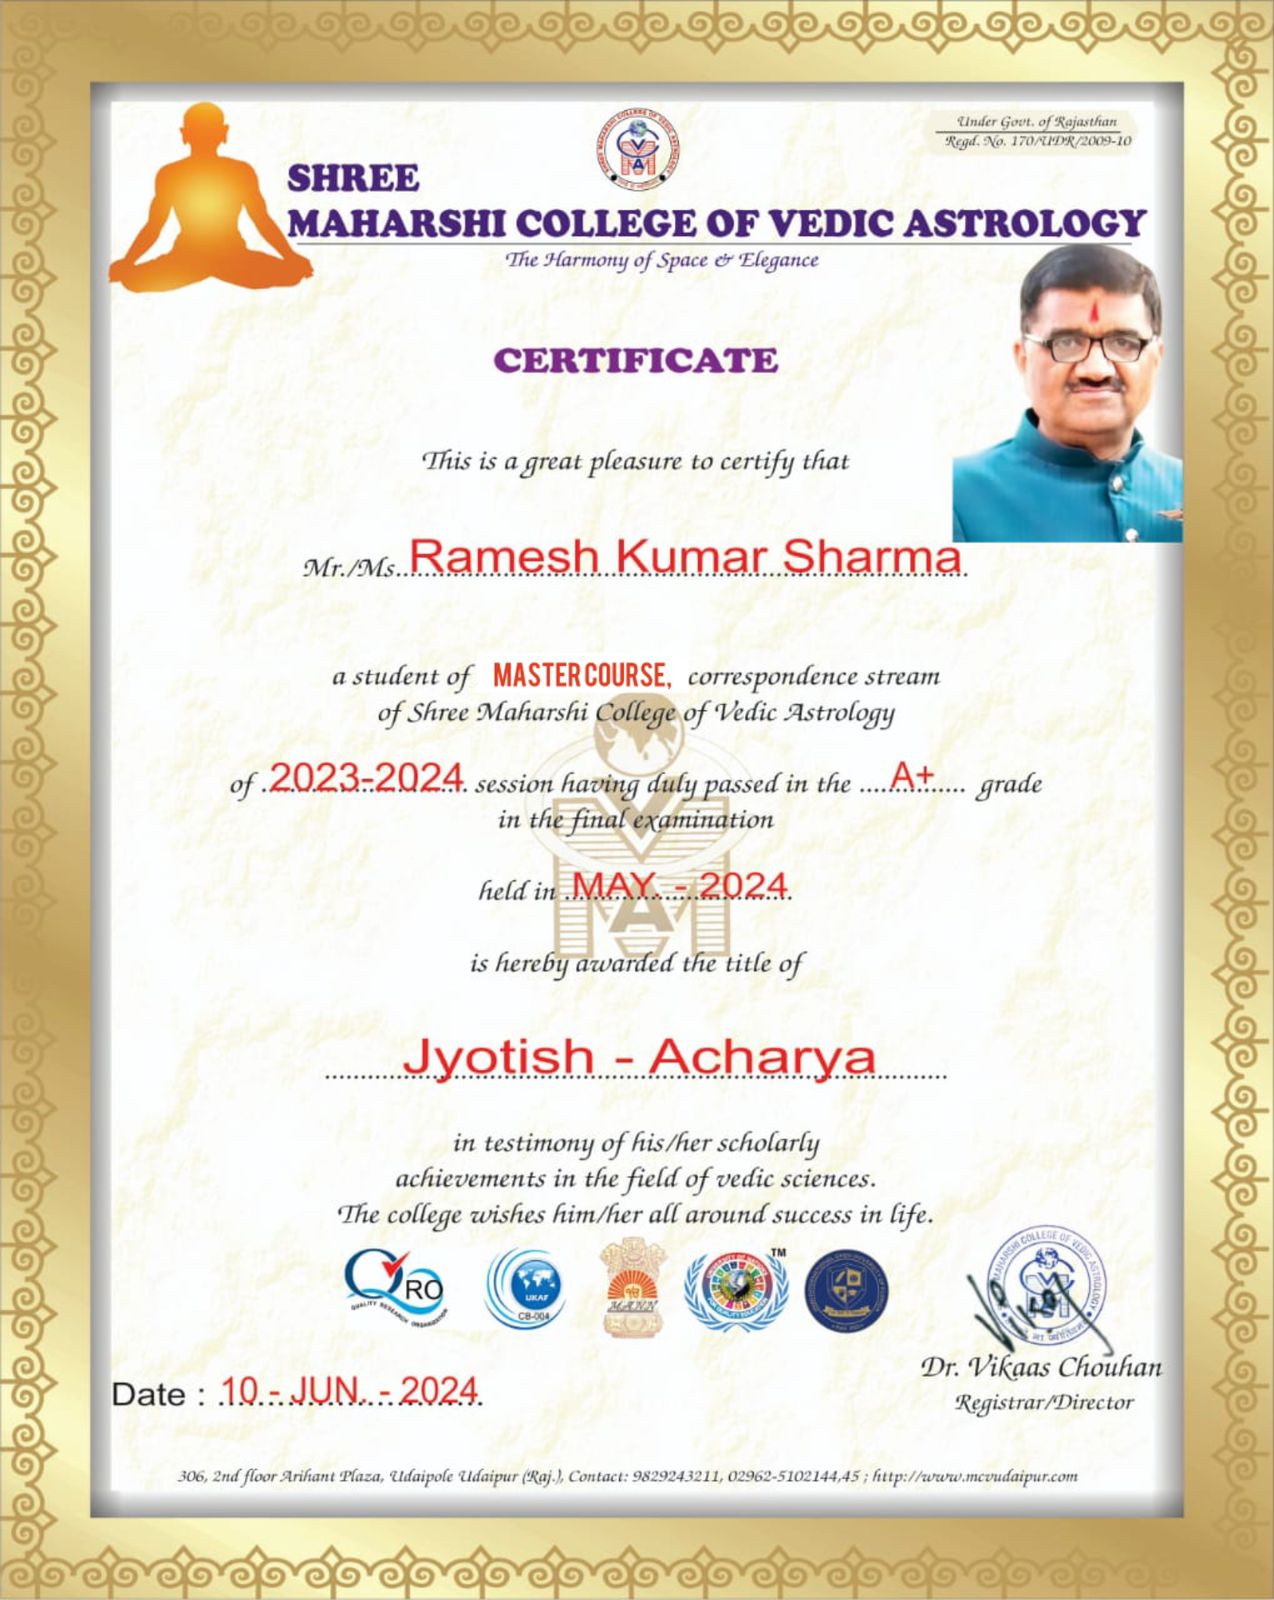 Under Govt. of Rajasthan
Regd. No. 170/UDR/2009-10
SHREE
MAHARSHI COLLEGE OF VEDIC ASTROLOGY
The Harmony of Space & Elegance
CERTIFICATE
This is a great pleasure to certify that
Mr./Ms. Ramesh Kumar Sharma
a student of MASTER COURSE, correspondence stream
of Shree Maharshi College of Vedic Astrology
of 2023-2024 session having duly passed in the A+ grade
in the final examination
held in MAY. - 2024
is hereby awarded the title of
Jyotish - Acharya
in testimony of his/her scholarly
achievements in the field of vedic sciences.
The college wishes him/her all around success in life.
QRO
QUALITY RESEARCH ORGANIZATION
UKAF
CB-004
TM
MAHARSHI COLLEGE OF VEDIC ASTROLOGY
Dr. Vikaas Chouhan
Registrar/Director
Date : 10 - JUN. - 2024
306, 2nd floor Arihant Plaza, Udaipole Udaipur (Raj.), Contact: 9829243211, 02962-5102144,45 ; http://www.mcvudaipur.com